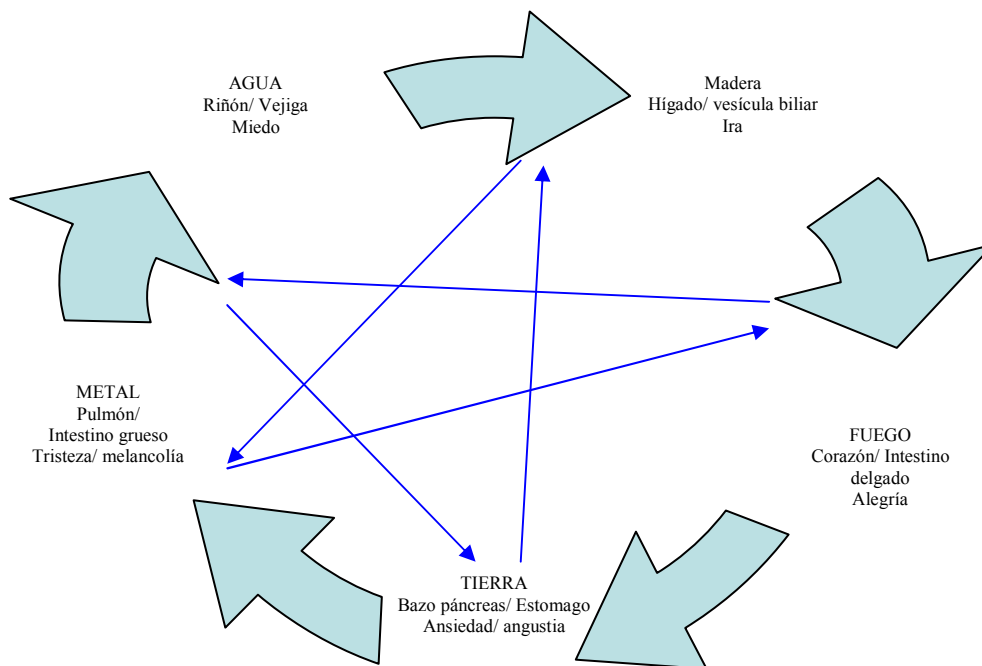 AGUA
Riñón/ Vejiga
Miedo
Madera
Hígado/ vesícula biliar
Ira
METAL
Pulmón/
Intestino grueso
Tristeza/ melancolía
FUEGO
Corazón/ Intestino
delgado
Alegría
TIERRA
Bazo páncreas/ Estomago
Ansiedad/ angustia